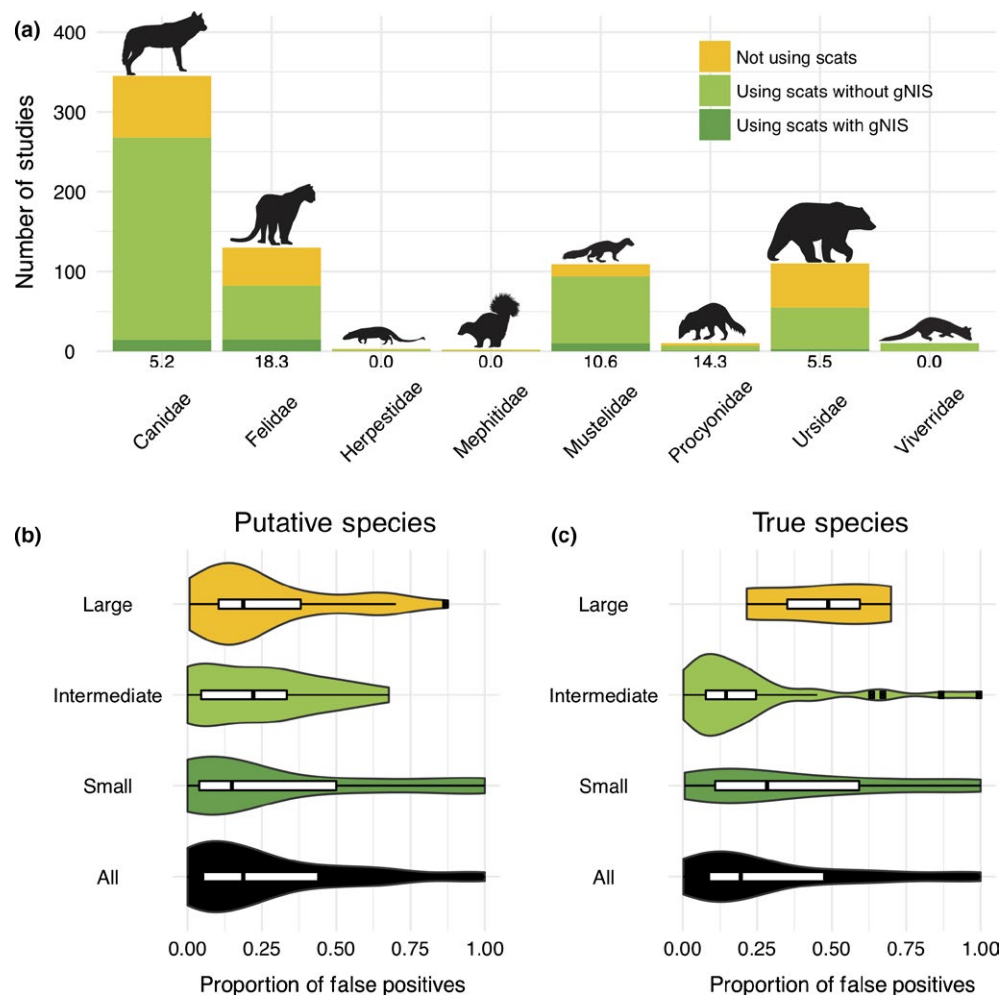 (a)
400
300
200
100
0
Number of studies
Not using scats
Using scats without gNIS
Using scats with gNIS
5.2 18.3 0.0 0.0 10.6 14.3 5.5 0.0
Canidae Felidae Herpestidae Mephitidae Mustelidae Procyonidae Ursidae Viverridae
(b)
Putative species
Large
Intermediate
Small
All
0.00 0.25 0.50 0.75 1.00
Proportion of false positives
(c)
True species
Large
Intermediate
Small
All
0.00 0.25 0.50 0.75 1.00
Proportion of false positives